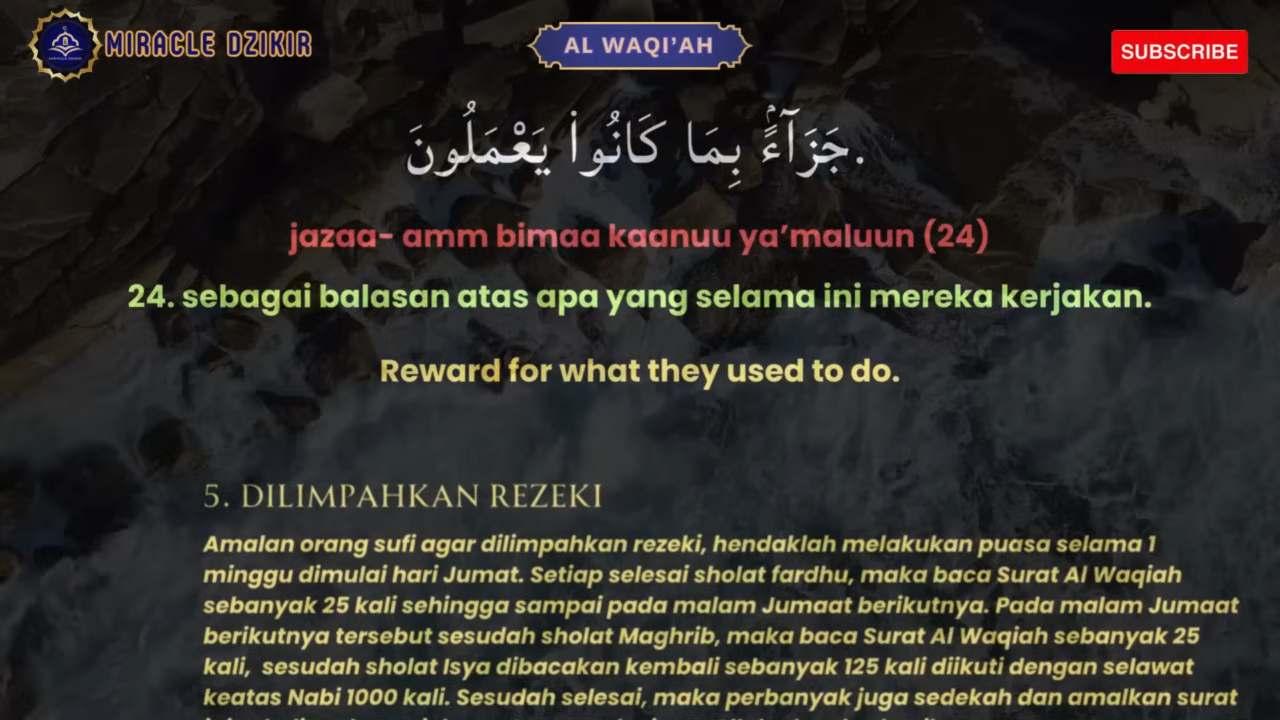 MIRACLE DZIKIR
AL WAQI'AH
SUBSCRIBE
جَزَآءًۢ بِمَا كَانُوا۟ يَعْمَلُونَ.
jazaa- amm bimaa kaanuu ya’maluun (24)
24. sebagai balasan atas apa yang selama ini mereka kerjakan.
Reward for what they used to do.
5. DILIMPAHKAN REZEKI
Amalan orang sufi agar dilimpahkan rezeki, hendaklah melakukan puasa selama 1
minggu dimulai hari Jumat. Setiap selesai sholat fardhu, maka baca Surat Al Waqiah
sebanyak 25 kali sehingga sampai pada malam Jumaat berikutnya. Pada malam Jumaat
berikutnya tersebut sesudah sholat Maghrib, maka baca Surat Al Waqiah sebanyak 25
kali, sesudah sholat Isya dibacakan kembali sebanyak 125 kali diikuti dengan selawat
keatas Nabi 1000 kali. Sesudah selesai, maka perbanyak juga sedekah dan amalkan surat